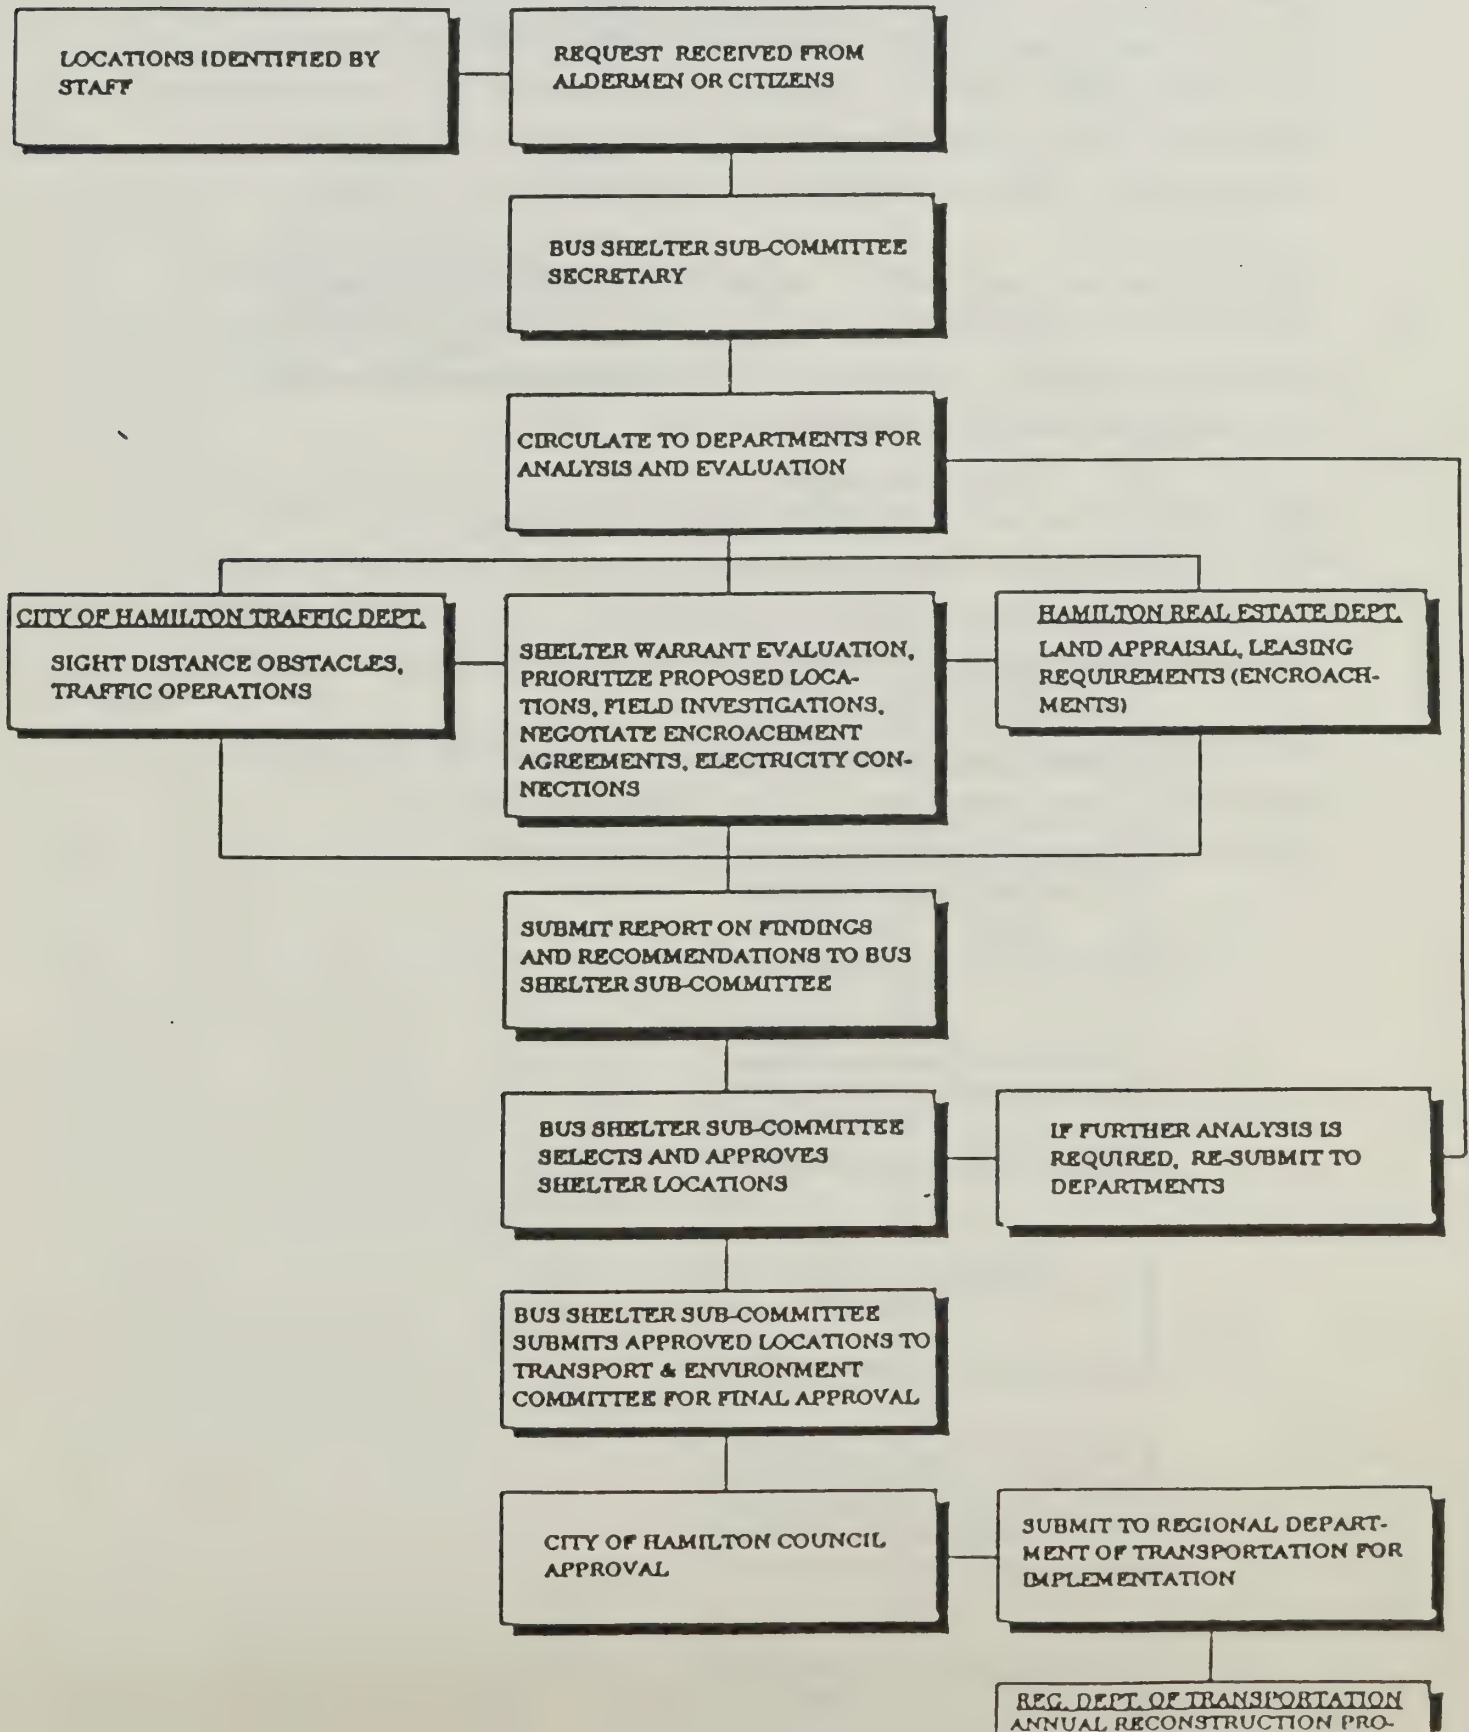 LOCATIONS IDENTIFIED BY
STAFF
REQUEST RECEIVED FROM
ALDERMEN OR CITIZENS
BUS SHELTER SUB-COMMITTEE
SECRETARY
CIRCULATE TO DEPARTMENTS FOR
ANALYSIS AND EVALUATION
CITY OF HAMILTON TRAFFIC DEPT.
SIGHT DISTANCE OBSTACLES,
TRAFFIC OPERATIONS
SHELTER WARRANT EVALUATION,
PRIORITIZE PROPOSED LOCA-
TIONS, FIELD INVESTIGATIONS,
NEGOTIATE ENCROACHMENT
AGREEMENTS, ELECTRICITY CON-
NECTIONS
HAMILTON REAL ESTATE DEPT.
LAND APPRAISAL, LEASING
REQUIREMENTS (ENCROACH-
MENTS)
SUBMIT REPORT ON FINDINGS
AND RECOMMENDATIONS TO BUS
SHELTER SUB-COMMITTEE
BUS SHELTER SUB-COMMITTEE
SELECTS AND APPROVES
SHELTER LOCATIONS
IF FURTHER ANALYSIS IS
REQUIRED, RE-SUBMIT TO
DEPARTMENTS
BUS SHELTER SUB-COMMITTEE
SUBMITS APPROVED LOCATIONS TO
TRANSPORT & ENVIRONMENT
COMMITTEE FOR FINAL APPROVAL
CITY OF HAMILTON COUNCIL
APPROVAL
SUBMIT TO REGIONAL DEPART-
MENT OF TRANSPORTATION FOR
IMPLEMENTATION
REG. DEPT. OF TRANSPORTATION
ANNUAL RECONSTRUCTION PRO-